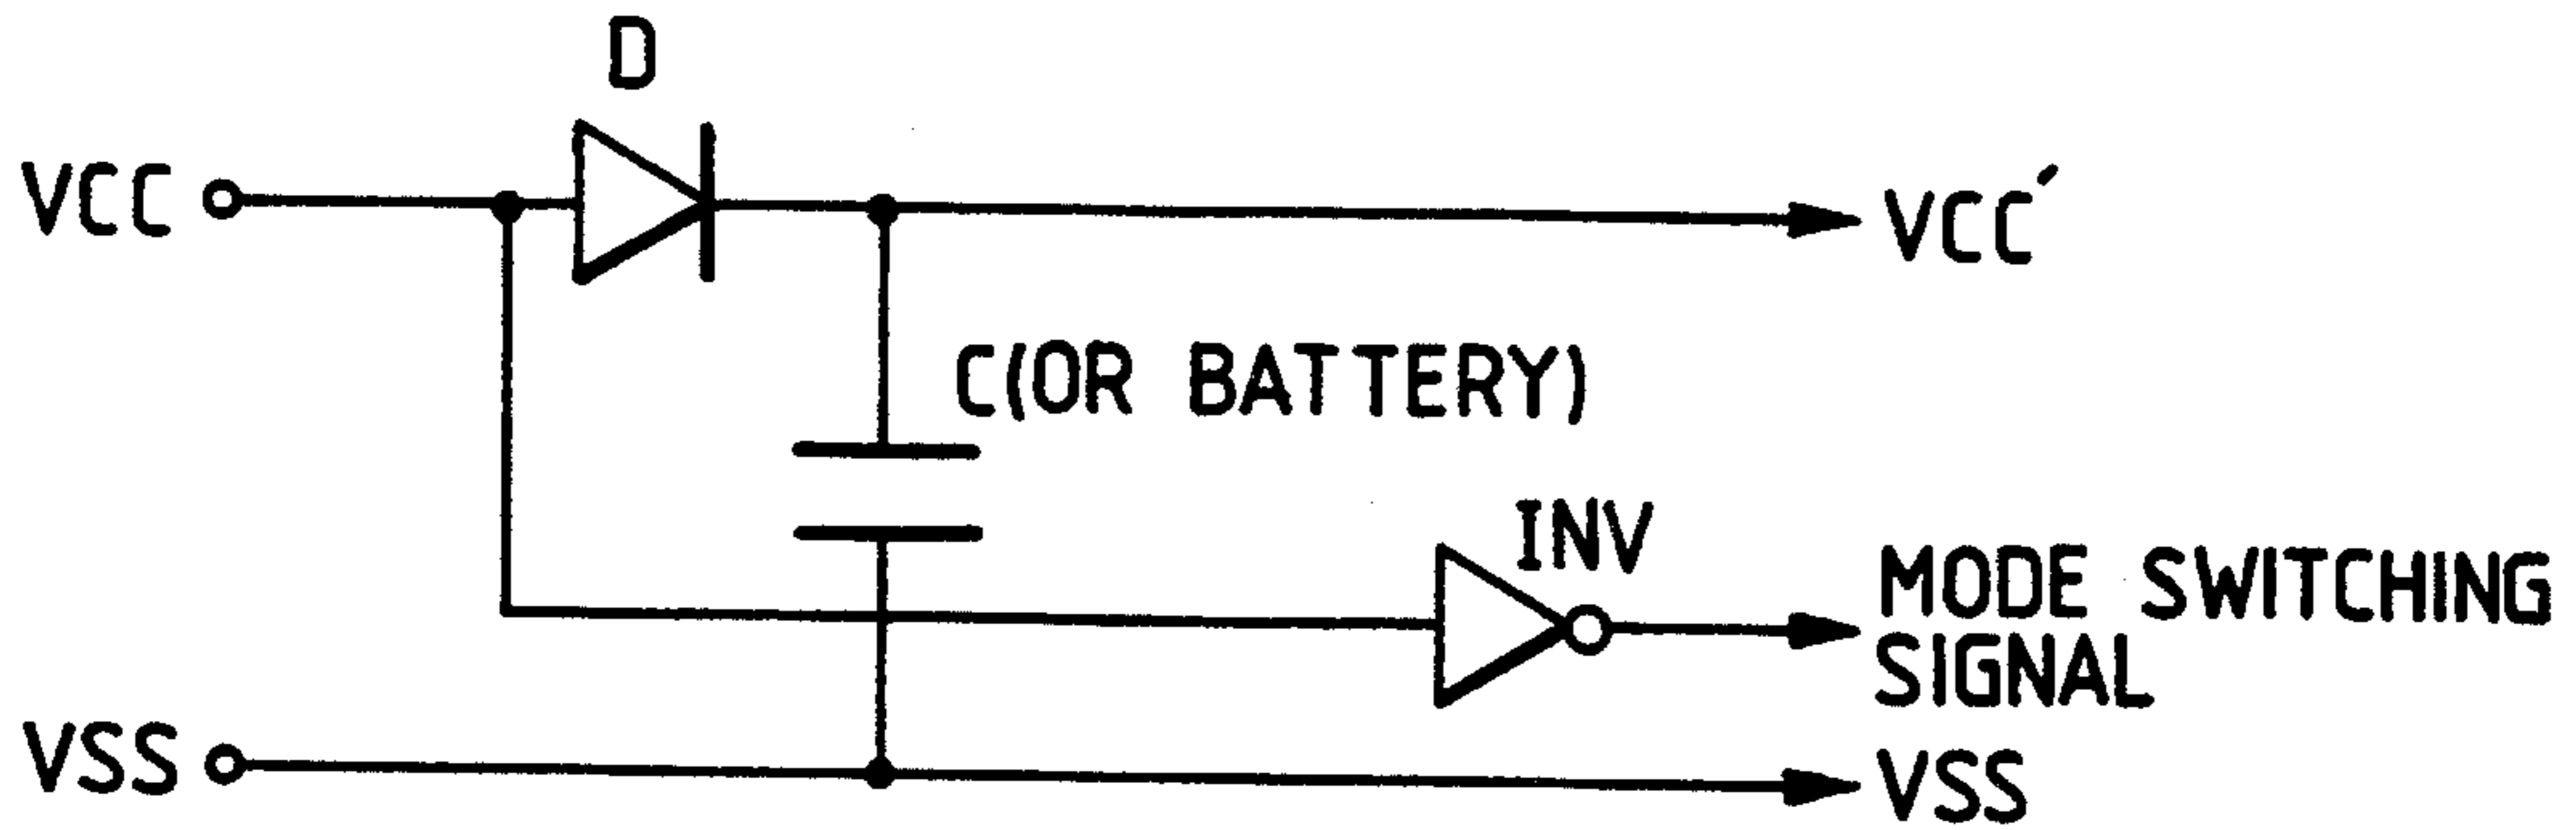 D
VCC
VCC′
C(OR BATTERY)
INV
MODE SWITCHING
SIGNAL
VSS
VSS